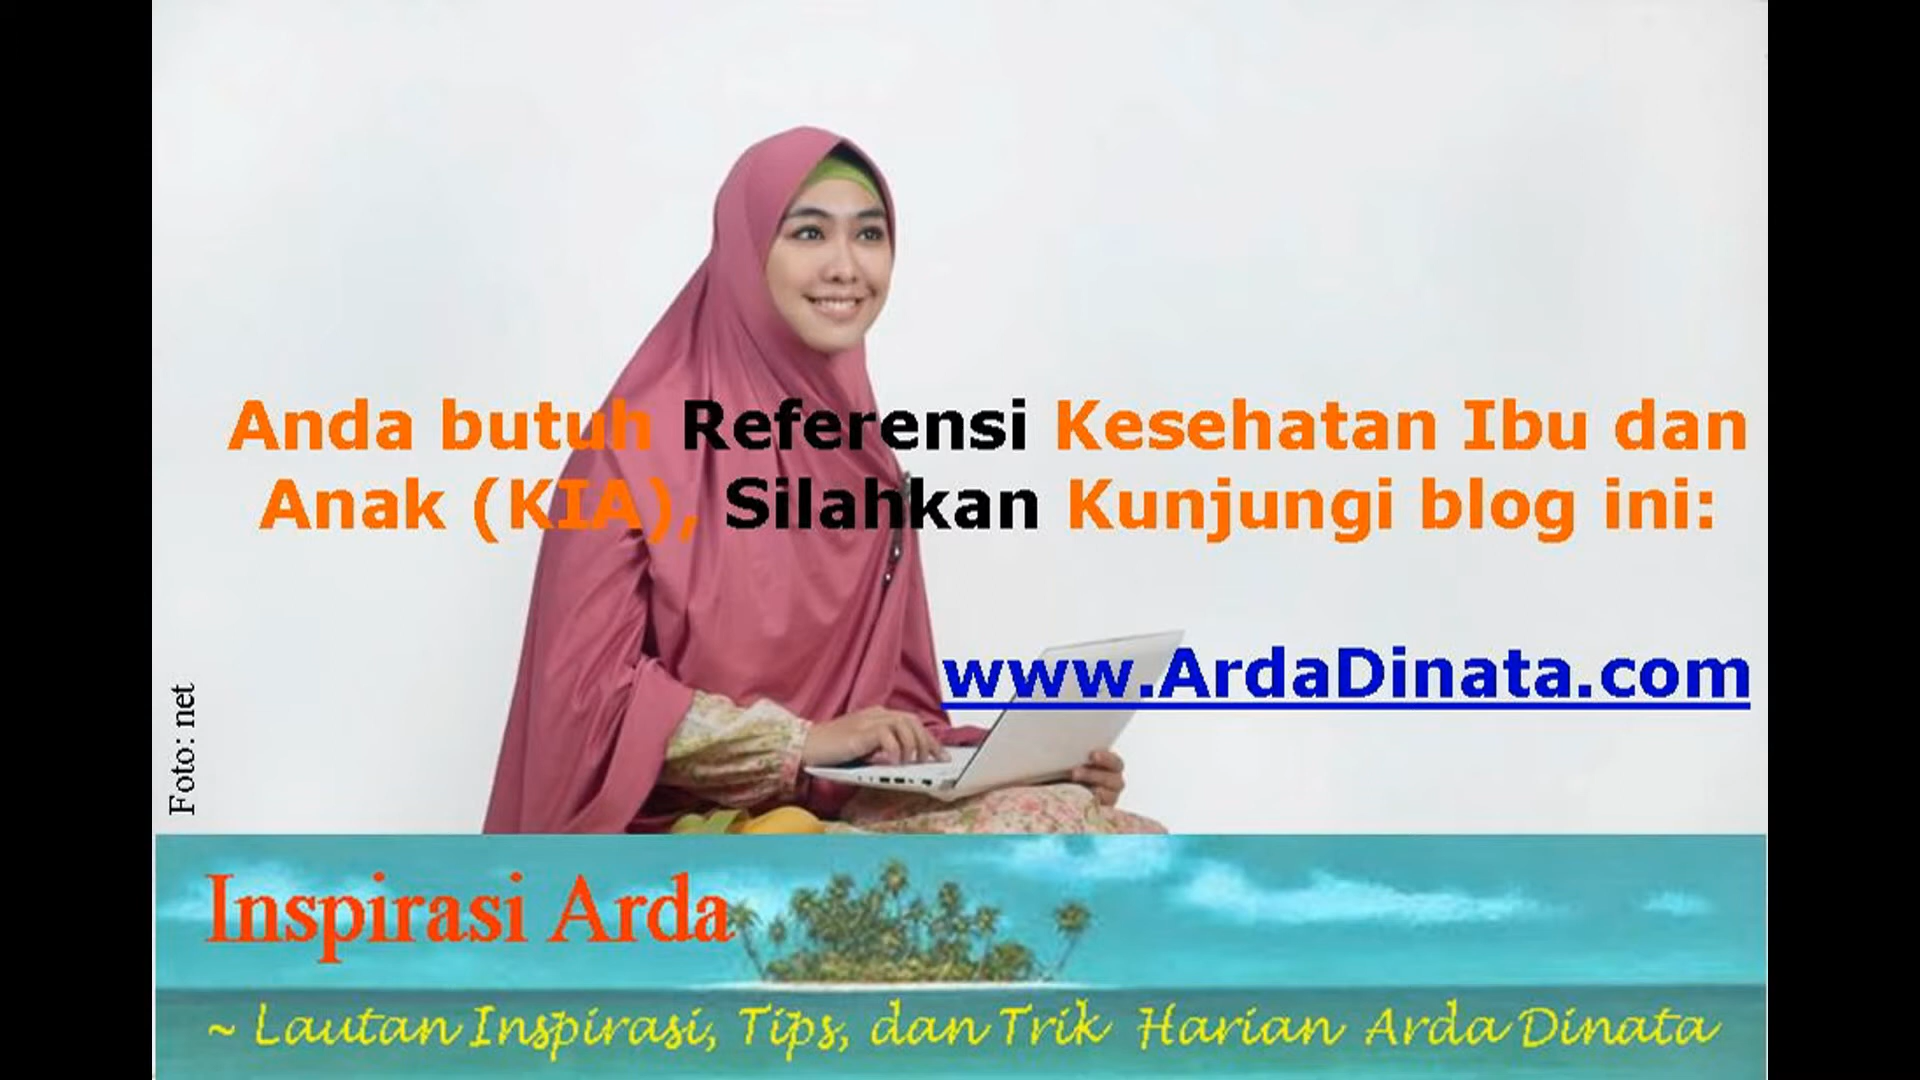 Anda butuh Referensi Kesehatan Ibu dan
Anak (KIA), Silahkan Kunjungi blog ini:
www.ArdaDinata.com
Foto: net
Inspirasi Arda
~ Lautan Inspirasi, Tips, dan Trik Harian Arda Dinata